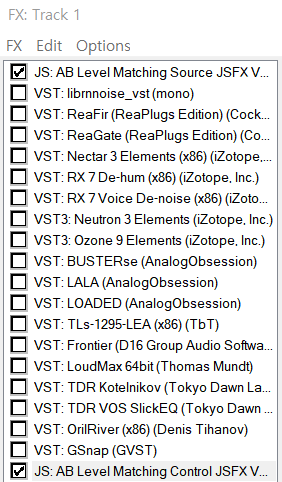 FX: Track 1
FX Edit Options
JS: AB Level Matching Source JSFX V...
VST: librnnoise_vst (mono)
VST: ReaFir (ReaPlugs Edition) (Cock...
VST: ReaGate (ReaPlugs Edition) (Co...
VST: Nectar 3 Elements (x86) (iZotope,...
VST: RX 7 De-hum (x86) (iZotope, Inc.)
VST: RX 7 Voice De-noise (x86) (iZoto...
VST3: Neutron 3 Elements (iZotope, Inc.)
VST3: Ozone 9 Elements (iZotope, Inc.)
VST: BUSTERse (AnalogObsession)
VST: LALA (AnalogObsession)
VST: LOADED (AnalogObsession)
VST: TLs-1295-LEA (x86) (TbT)
VST: Frontier (D16 Group Audio Softwa...
VST: LoudMax 64bit (Thomas Mundt)
VST: TDR Kotelnikov (Tokyo Dawn La...
VST: TDR VOS SlickEQ (Tokyo Dawn ...
VST: OrilRiver (x86) (Denis Tihanov)
VST: GSnap (GVST)
JS: AB Level Matching Control JSFX V...